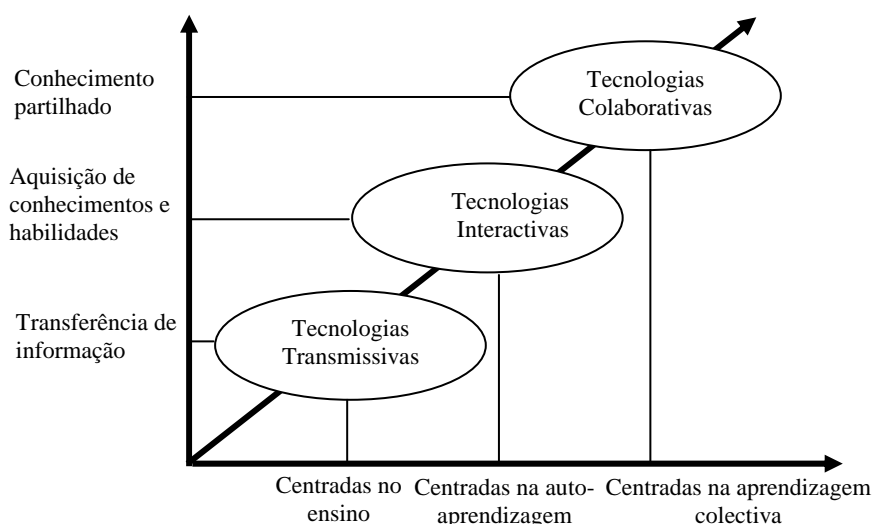 Tecnologias
Colaborativas
Conhecimento
partilhado
Tecnologias
Interactivas
Aquisição de
conhecimentos e
habilidades
Tecnologias
Transmissivas
Transferência de
informação
Centradas no
ensino
Centradas na auto-
aprendizagem
Centradas na aprendizagem
colectiva